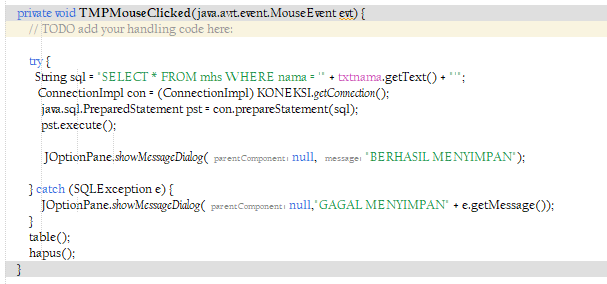 private void TMPMouseClicked(java.awt.event.MouseEvent evt) {
// TODO add your handling code here:
try {
String sql = "SELECT * FROM mhs WHERE nama = '" + txtnama.getText() + "'";
ConnectionImpl con = (ConnectionImpl) KONEKSI.getConnection();
java.sql.PreparedStatement pst = con.prepareStatement(sql);
pst.execute();
JOptionPane.showMessageDialog( parentComponent: null, message: "BERHASIL MENYIMPAN");
} catch (SQLException e) {
JOptionPane.showMessageDialog( parentComponent: null,"GAGAL MENYIMPAN" + e.getMessage());
}
table();
hapus();
}